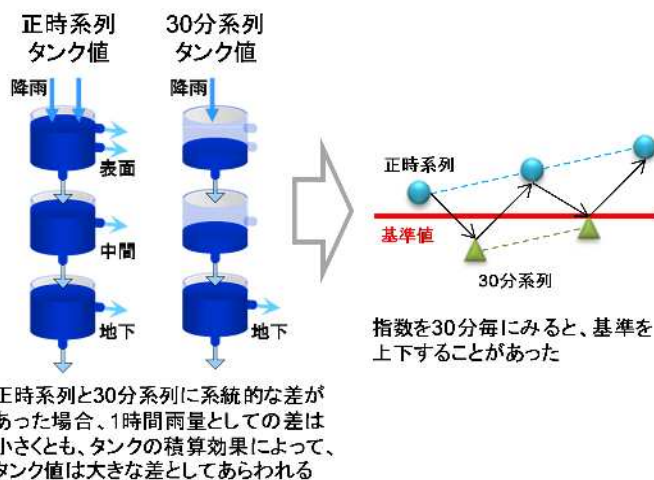 正時系列
タンク値
30分系列
タンク値
降雨
降雨
表面
中間
地下
地下
正時系列
基準値
30分系列
指数を30分毎にみると、基準を
上下することがあった
正時系列と30分系列に系統的な差が
あった場合、1時間雨量としての差は
小さくとも、タンクの積算効果によって、
タンク値は大きな差としてあらわれる